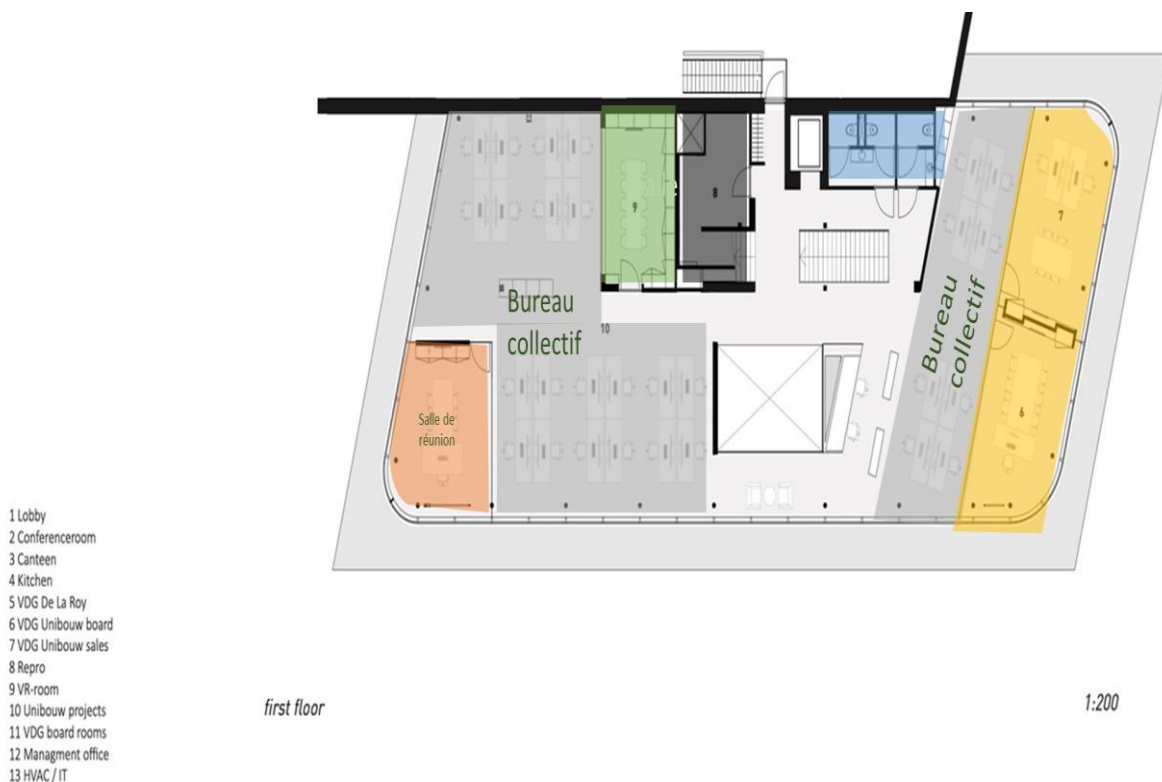 8
7
9
Bureau
collectif
10
Bureau
collectif
Salle de
réunion
6
1 Lobby
2 Conferenceroom
3 Canteen
4 Kitchen
5 VDG De La Roy
6 VDG Unibouw board
7 VDG Unibouw sales
8 Repro
9 VR-room
10 Unibouw projects
11 VDG board rooms
12 Managment office
13 HVAC / IT
first floor
1:200